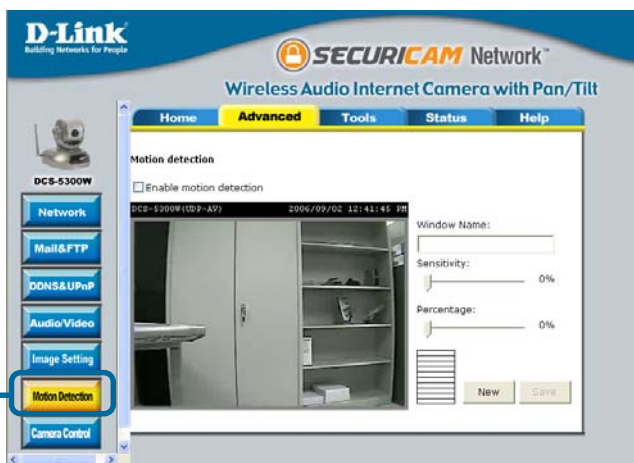 D-Link
Building Networks for People
SECURICAM Network™
Wireless Audio Internet Camera with Pan/Tilt
Home
Advanced
Tools
Status
Help
DCS-5300W
Network
Mail&FTP
DDNS&UPnP
Audio/Video
Image Setting
Motion Detection
Camera Control
Motion detection
Enable motion detection
DCS-5300W(UDP-AV) 2006/09/02 12:41:45 PM
Window Name:
Sensitivity:
0%
Percentage:
0%
New
Save